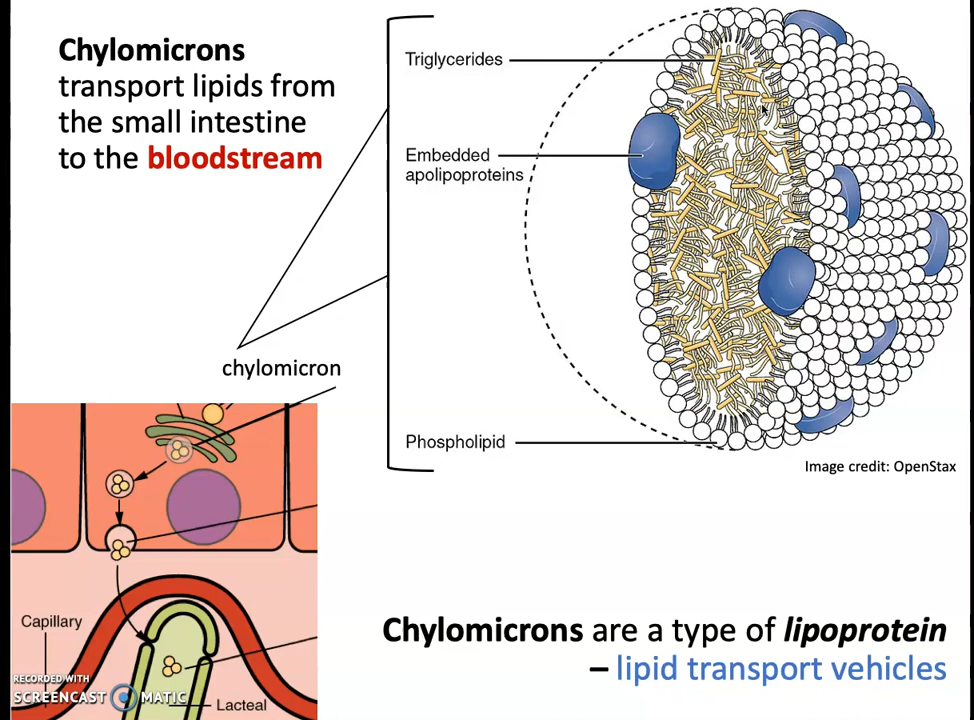 Chylomicrons
transport lipids from
the small intestine
to the bloodstream
Triglycerides
Embedded
apolipoproteins
chylomicron
Phospholipid
Image credit: OpenStax
Capillary
Lacteal
RECORDED WITH
SCREENCAST MATIC
Chylomicrons are a type of lipoprotein
– lipid transport vehicles